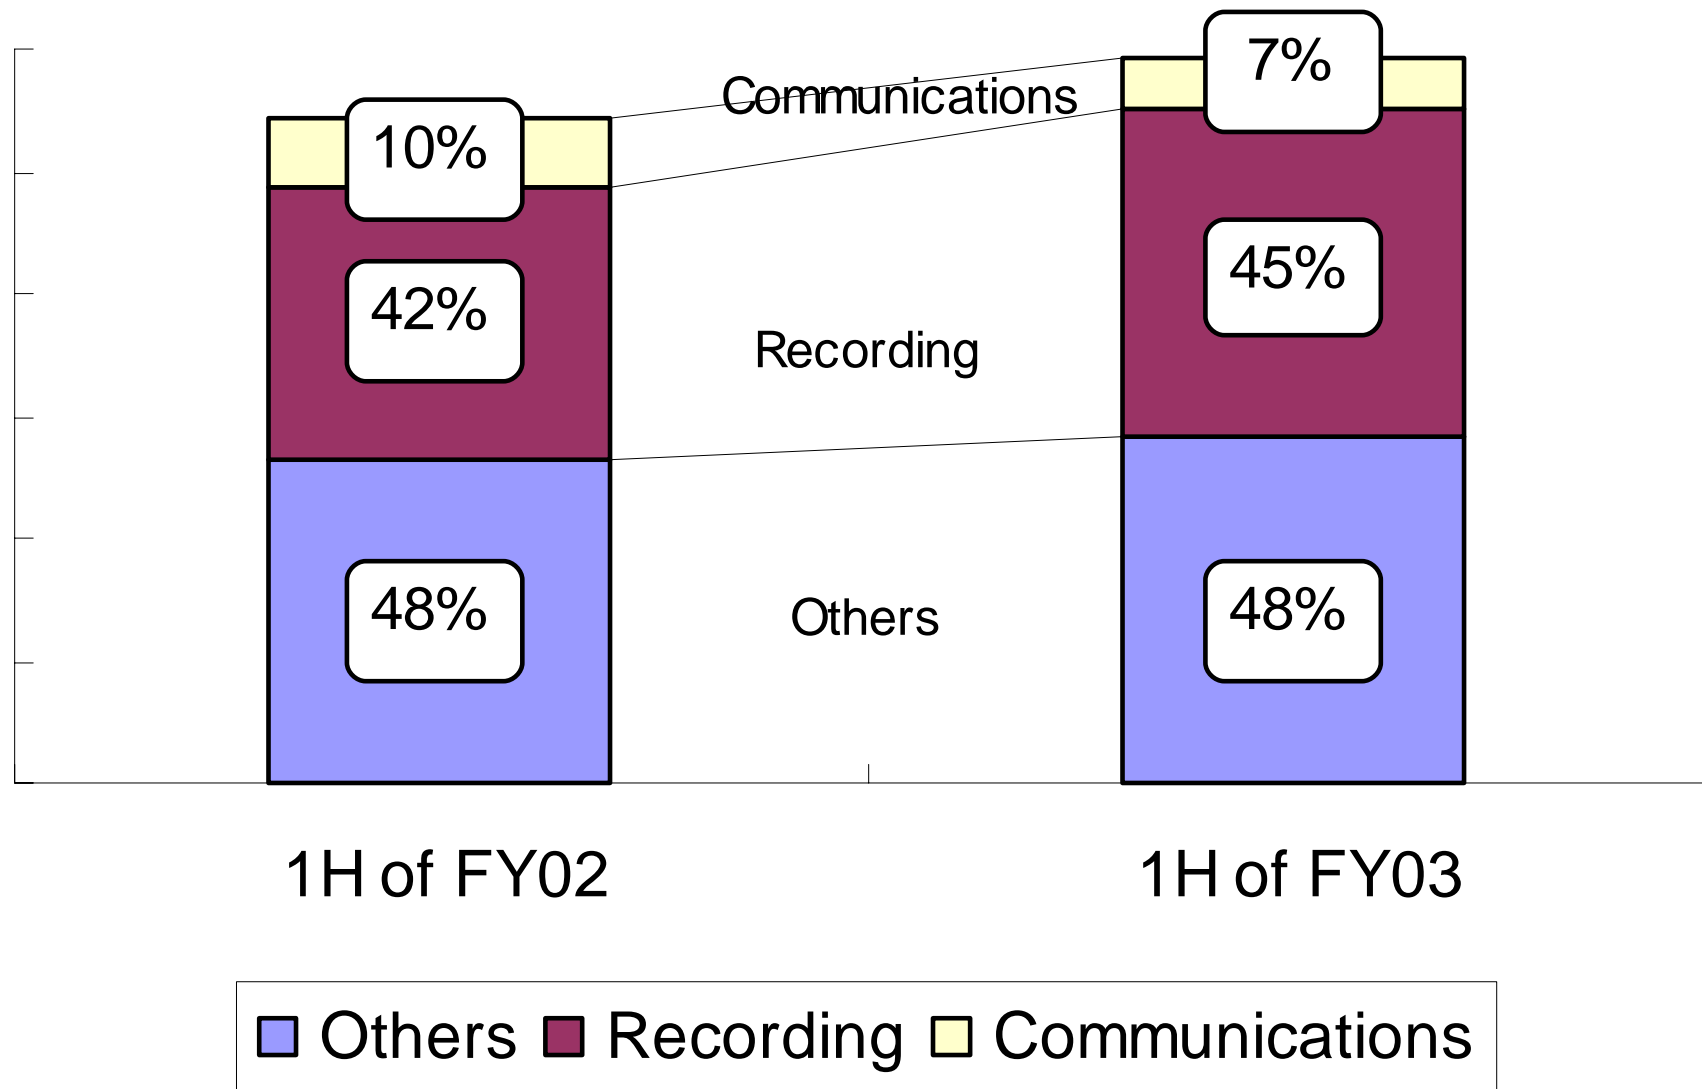 7%
Communications
10%
45%
42%
Recording
48%
Others
48%
1H of FY02
1H of FY03
Others Recording Communications